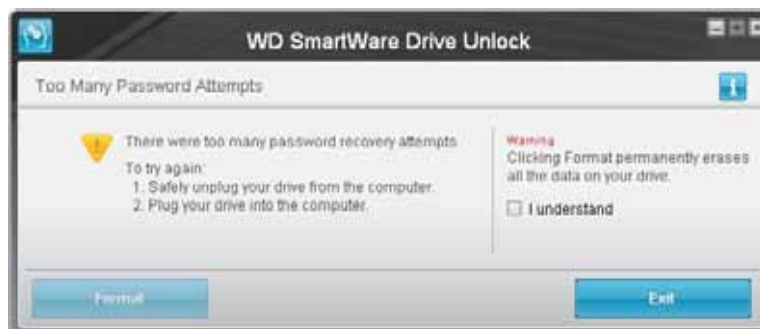 WD SmartWare Drive Unlock
Too Many Password Attempts
There were too many password recovery attempts
To try again:
1. Safely unplug your drive from the computer.
2. Plug your drive into the computer.
Warning
Clicking Format permanently erases
all the data on your drive.
I understand
Format
Exit